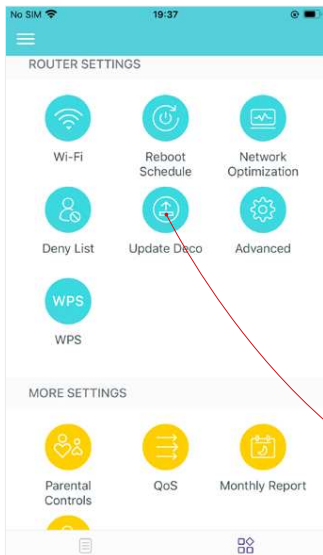 No SIM 19:37
ROUTER SETTINGS
Wi-Fi Reboot Schedule Network Optimization
Deny List Update Deco Advanced
WPS
WPS
MORE SETTINGS
Parental Controls QoS Monthly Report